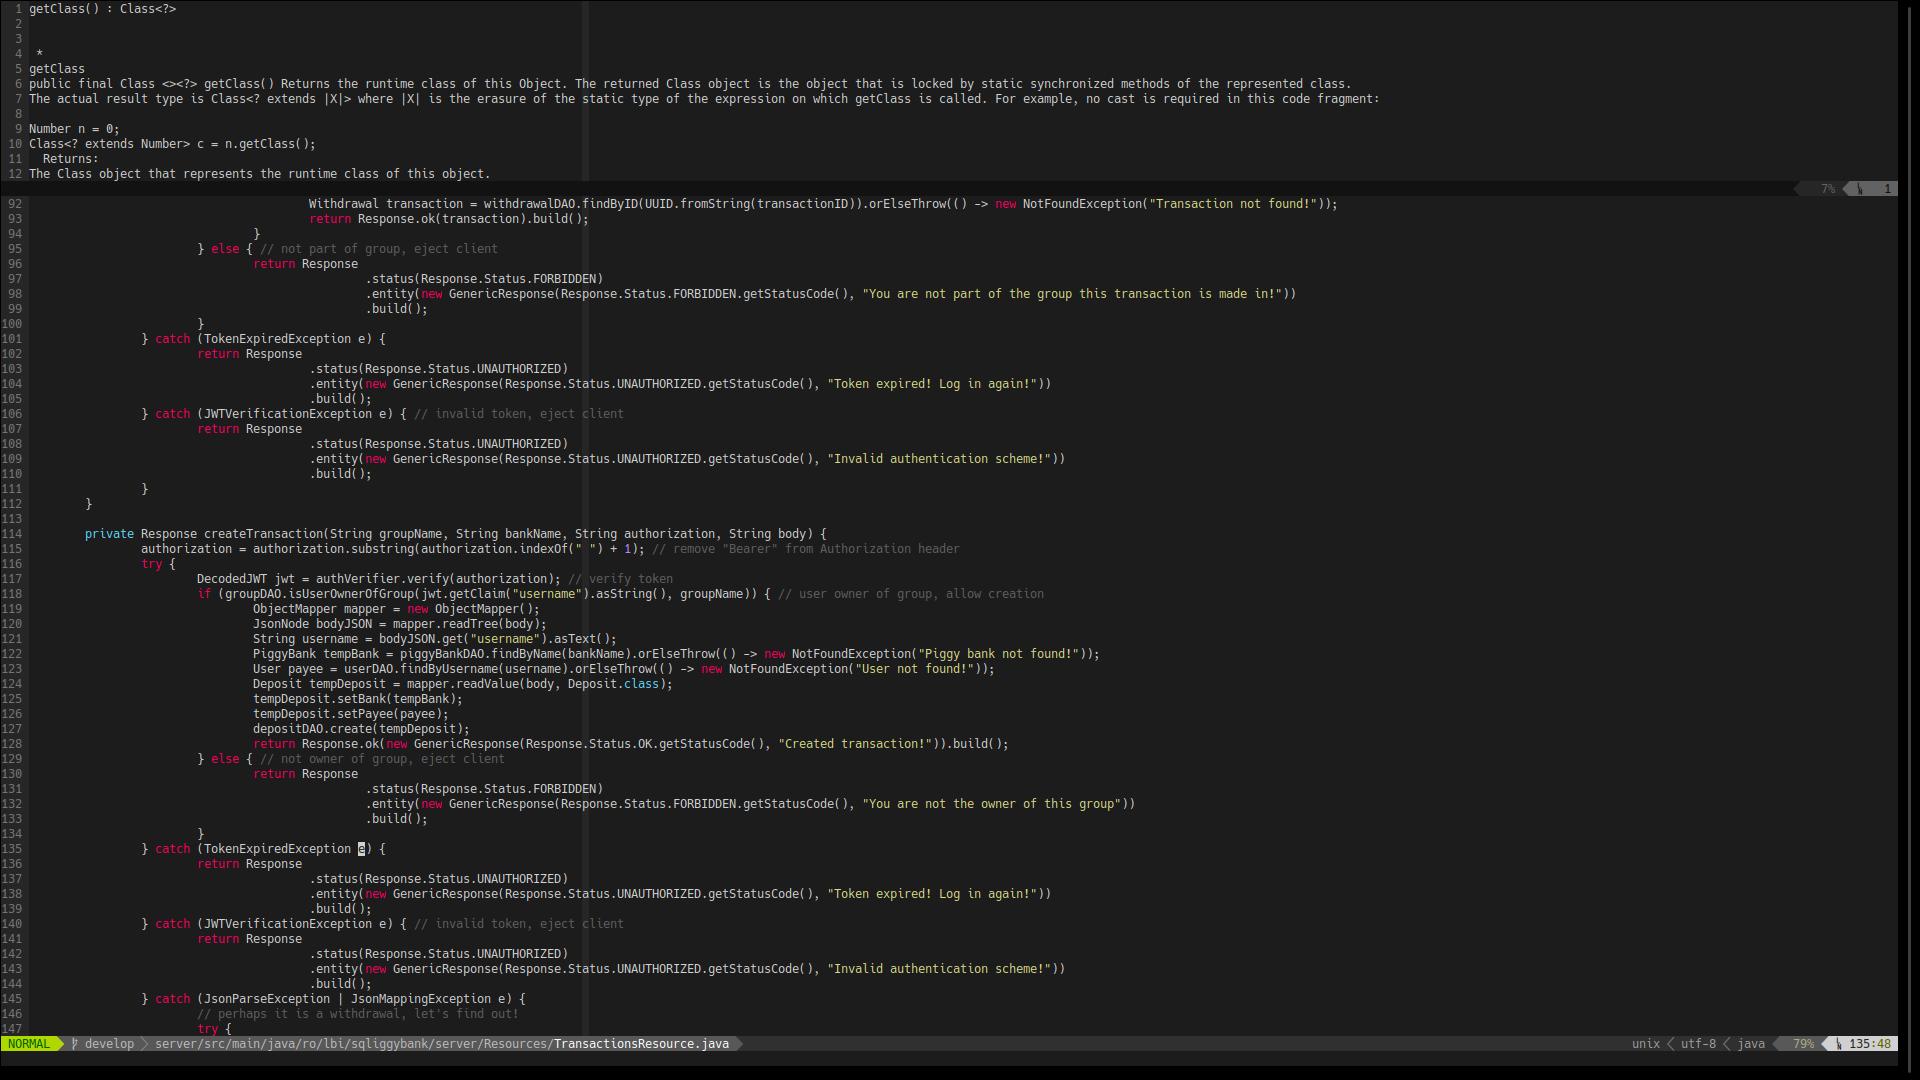 1 getClass() : Class<?>
2
3
4  *
5 getClass
6 public final Class <><?> getClass() Returns the runtime class of this Object. The returned Class object is the object that is locked by static synchronized methods of the represented class.
7 The actual result type is Class<? extends |X|> where |X| is the erasure of the static type of the expression on which getClass is called. For example, no cast is required in this code fragment:
8
9 Number n = 0;
10 Class<? extends Number> c = n.getClass();
11   Returns:
12 The Class object that represents the runtime class of this object.
7% 1
92 Withdrawal transaction = withdrawalDAO.findByID(UUID.fromString(transactionID)).orElseThrow(() -> new NotFoundException("Transaction not found!"));
93 return Response.ok(transaction).build();
94 }
95 } else { // not part of group, eject client
96 return Response
97 .status(Response.Status.FORBIDDEN)
98 .entity(new GenericResponse(Response.Status.FORBIDDEN.getStatusCode(), "You are not part of the group this transaction is made in!"))
99 .build();
100 }
101 } catch (TokenExpiredException e) {
102 return Response
103 .status(Response.Status.UNAUTHORIZED)
104 .entity(new GenericResponse(Response.Status.UNAUTHORIZED.getStatusCode(), "Token expired! Log in again!"))
105 .build();
106 } catch (JWTVerificationException e) { // invalid token, eject client
107 return Response
108 .status(Response.Status.UNAUTHORIZED)
109 .entity(new GenericResponse(Response.Status.UNAUTHORIZED.getStatusCode(), "Invalid authentication scheme!"))
110 .build();
111 }
112 }
113
114 private Response createTransaction(String groupName, String bankName, String authorization, String body) {
115 authorization = authorization.substring(authorization.indexOf(" ") + 1); // remove "Bearer" from Authorization header
116 try {
117 DecodedJWT jwt = authVerifier.verify(authorization); // verify token
118 if (groupDAO.isUserOwnerOfGroup(jwt.getClaim("username").asString(), groupName)) { // user owner of group, allow creation
119 ObjectMapper mapper = new ObjectMapper();
120 JsonNode bodyJSON = mapper.readTree(body);
121 String username = bodyJSON.get("username").asText();
122 PiggyBank tempBank = piggyBankDAO.findByName(bankName).orElseThrow(() -> new NotFoundException("Piggy bank not found!"));
123 User payee = userDAO.findByUsername(username).orElseThrow(() -> new NotFoundException("User not found!"));
124 Deposit tempDeposit = mapper.readValue(body, Deposit.class);
125 tempDeposit.setBank(tempBank);
126 tempDeposit.setPayee(payee);
127 depositDAO.create(tempDeposit);
128 return Response.ok(new GenericResponse(Response.Status.OK.getStatusCode(), "Created transaction!")).build();
129 } else { // not owner of group, eject client
130 return Response
131 .status(Response.Status.FORBIDDEN)
132 .entity(new GenericResponse(Response.Status.FORBIDDEN.getStatusCode(), "You are not the owner of this group"))
133 .build();
134 }
135 } catch (TokenExpiredException e) {
136 return Response
137 .status(Response.Status.UNAUTHORIZED)
138 .entity(new GenericResponse(Response.Status.UNAUTHORIZED.getStatusCode(), "Token expired! Log in again!"))
139 .build();
140 } catch (JWTVerificationException e) { // invalid token, eject client
141 return Response
142 .status(Response.Status.UNAUTHORIZED)
143 .entity(new GenericResponse(Response.Status.UNAUTHORIZED.getStatusCode(), "Invalid authentication scheme!"))
144 .build();
145 } catch (JsonParseException | JsonMappingException e) {
146 // perhaps it is a withdrawal, let's find out!
147 try {
NORMAL develop server/src/main/java/ro/lbi/sqliggybank/server/Resources/TransactionsResource.java unix utf-8 java 79% 135:48